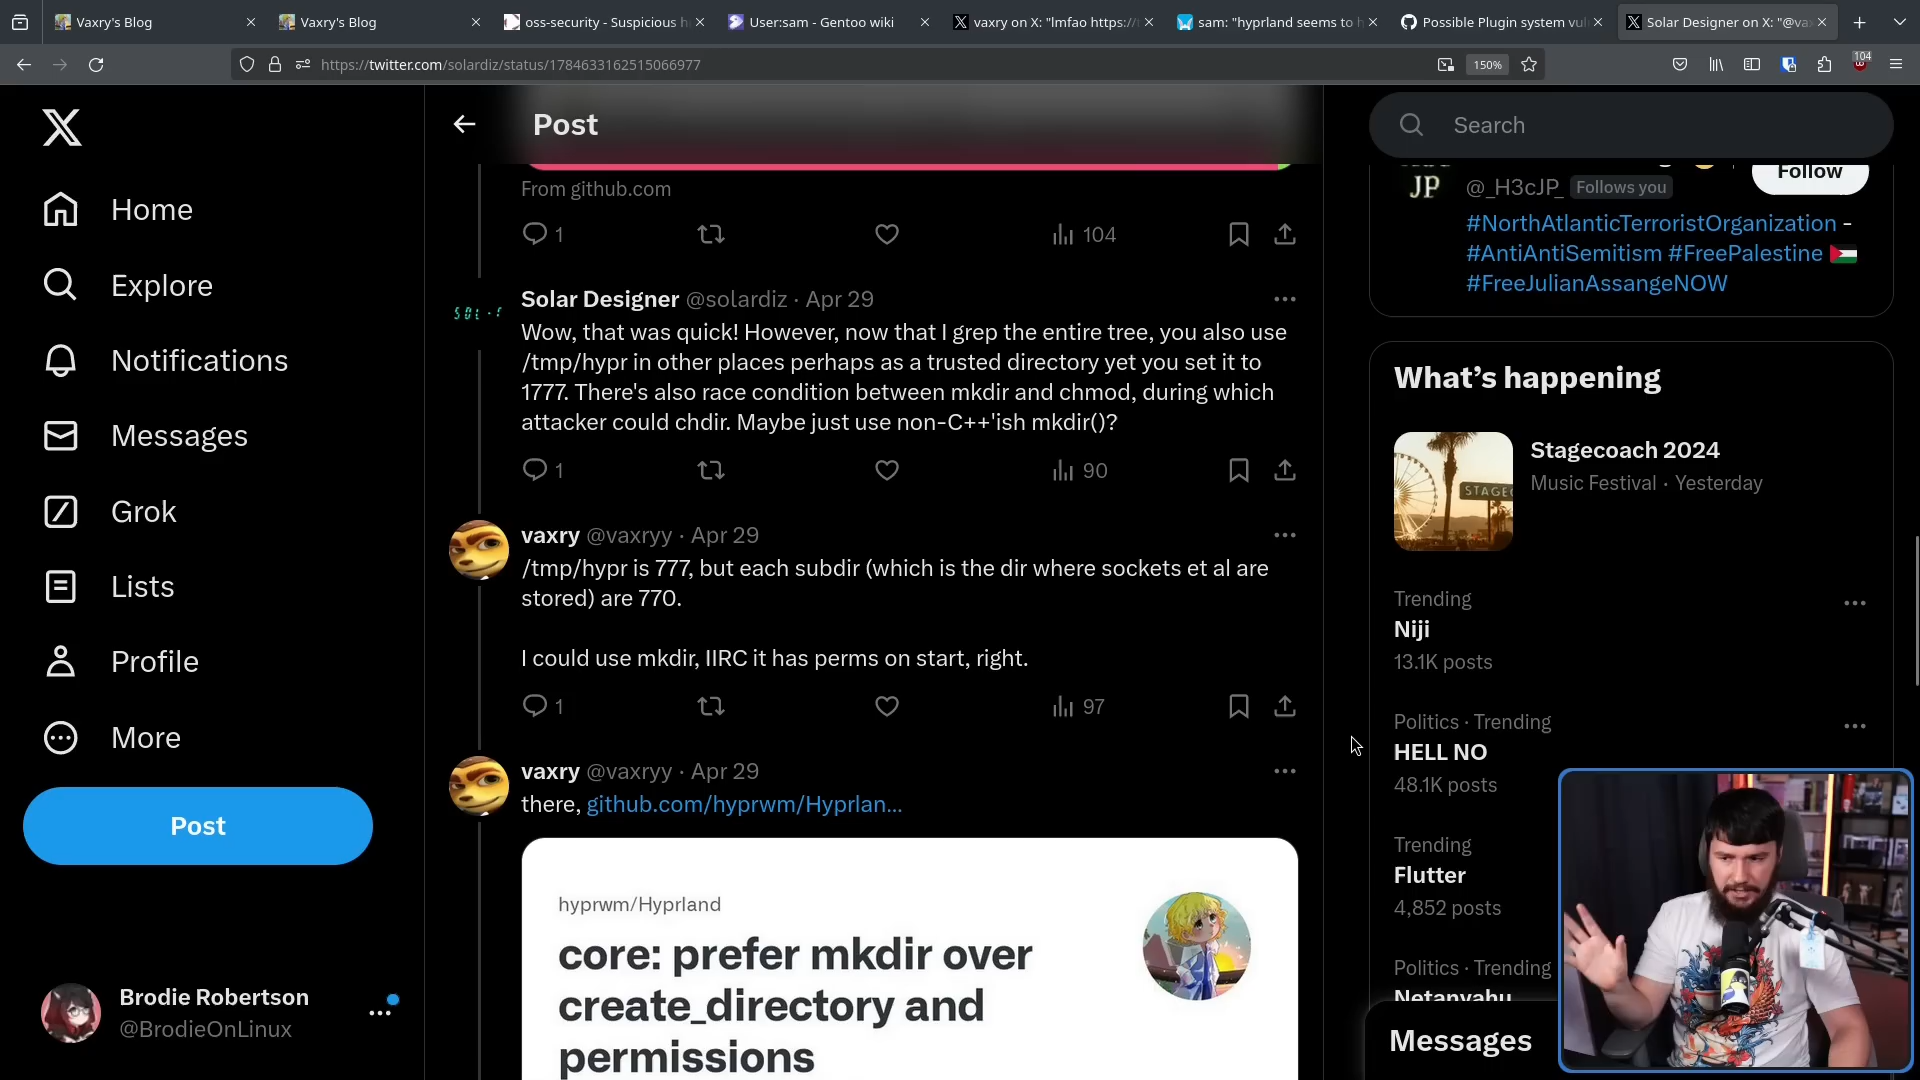 Vaxry's Blog
Vaxry's Blog
oss-security - Suspicious h
User:sam - Gentoo wiki
vaxry on X: "lmfao https://t
sam: "hyprland seems to h
Possible Plugin system vul
Solar Designer on X: "@vax
https://twitter.com/solardiz/status/1784633162515066977
150%
104
Post
Search
Home
Explore
Notifications
Messages
Grok
Lists
Profile
More
Post
Brodie Robertson
@BrodieOnLinux
From github.com
1
104
Solar Designer @solardiz · Apr 29
Wow, that was quick! However, now that I grep the entire tree, you also use
/tmp/hypr in other places perhaps as a trusted directory yet you set it to
1777. There's also race condition between mkdir and chmod, during which
attacker could chdir. Maybe just use non-C++'ish mkdir()?
1
90
vaxry @vaxryy · Apr 29
/tmp/hypr is 777, but each subdir (which is the dir where sockets et al are
stored) are 770.
I could use mkdir, IIRC it has perms on start, right.
1
97
vaxry @vaxryy · Apr 29
there, github.com/hyprwm/Hyprlan...
hyprwm/Hyprland
core: prefer mkdir over
create_directory and
permissions
JP
@_H3cJP_ Follows you
Follow
#NorthAtlanticTerroristOrganization -
#AntiAntiSemitism #FreePalestine
#FreeJulianAssangeNOW
What's happening
STAGEC
Stagecoach 2024
Music Festival · Yesterday
Trending
Niji
13.1K posts
Politics · Trending
HELL NO
48.1K posts
Trending
Flutter
4,852 posts
Politics · Trending
Netanyahu
Messages